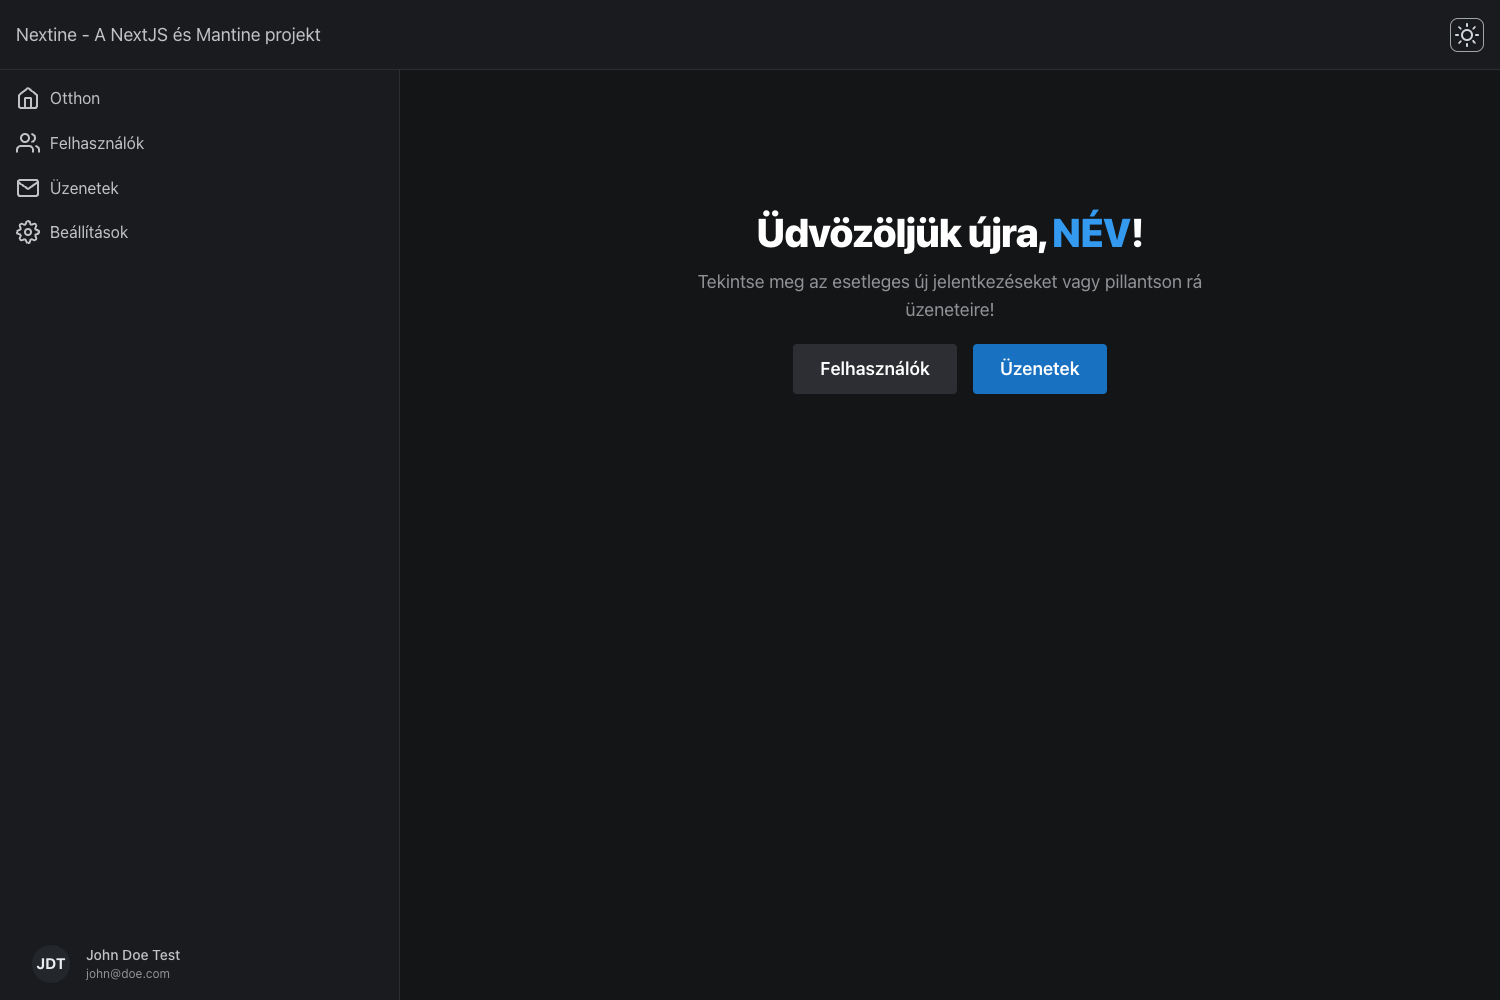 Nextine - A NextJS és Mantine projekt
Otthon
Felhasználók
Üzenetek
Beállítások
Üdvözöljük újra, NÉV!
Tekintse meg az esetleges új jelentkezéseket vagy pillantson rá
üzeneteire!
Felhasználók
Üzenetek
JDT
John Doe Test
john@doe.com